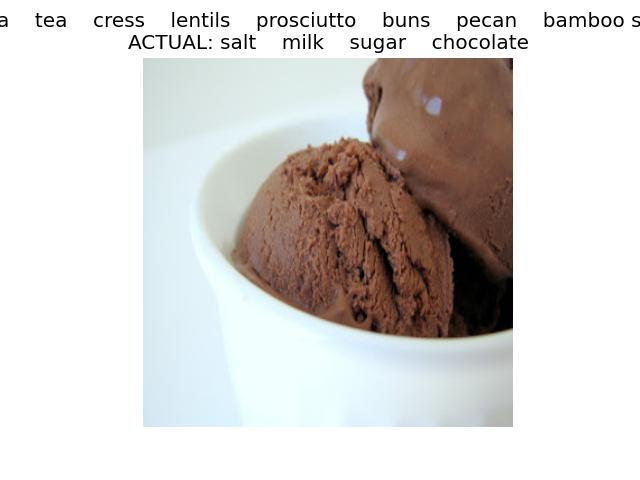 a tea cress lentils prosciutto buns pecan bamboo s
ACTUAL: salt milk sugar chocolate